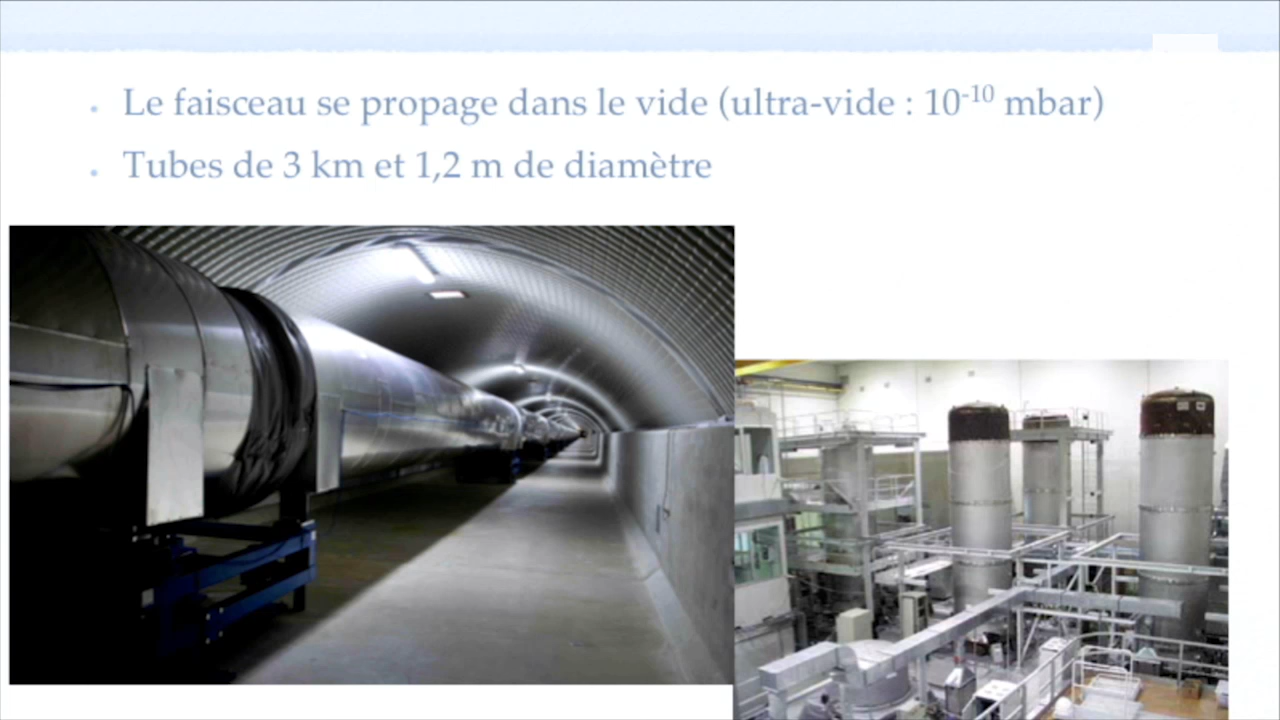 Le faisceau se propage dans le vide (ultra-vide : 10⁻¹⁰ mbar)
Tubes de 3 km et 1,2 m de diamètre